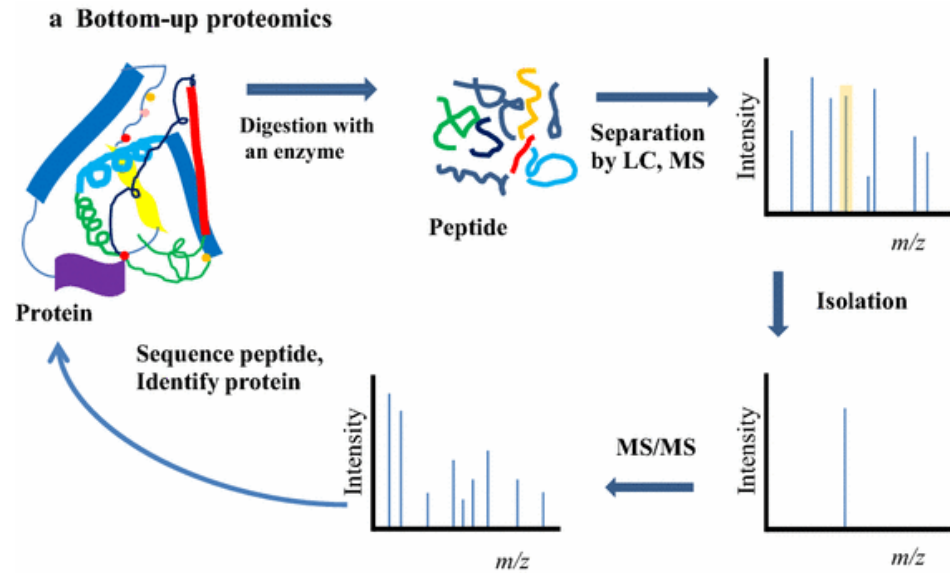 a Bottom-up proteomics
Digestion with
an enzyme
Separation
by LC, MS
Intensity
m/z
Peptide
Protein
Isolation
Sequence peptide,
Identify protein
Intensity
m/z
MS/MS
Intensity
m/z